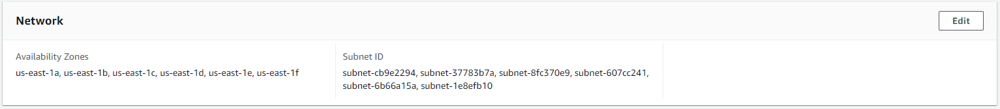 Network
Edit
Availability Zones
us-east-1a, us-east-1b, us-east-1c, us-east-1d, us-east-1e, us-east-1f
Subnet ID
subnet-cb9e2294, subnet-37783b7a, subnet-8fc370e9, subnet-607cc241,
subnet-6b66a15a, subnet-1e8efb10